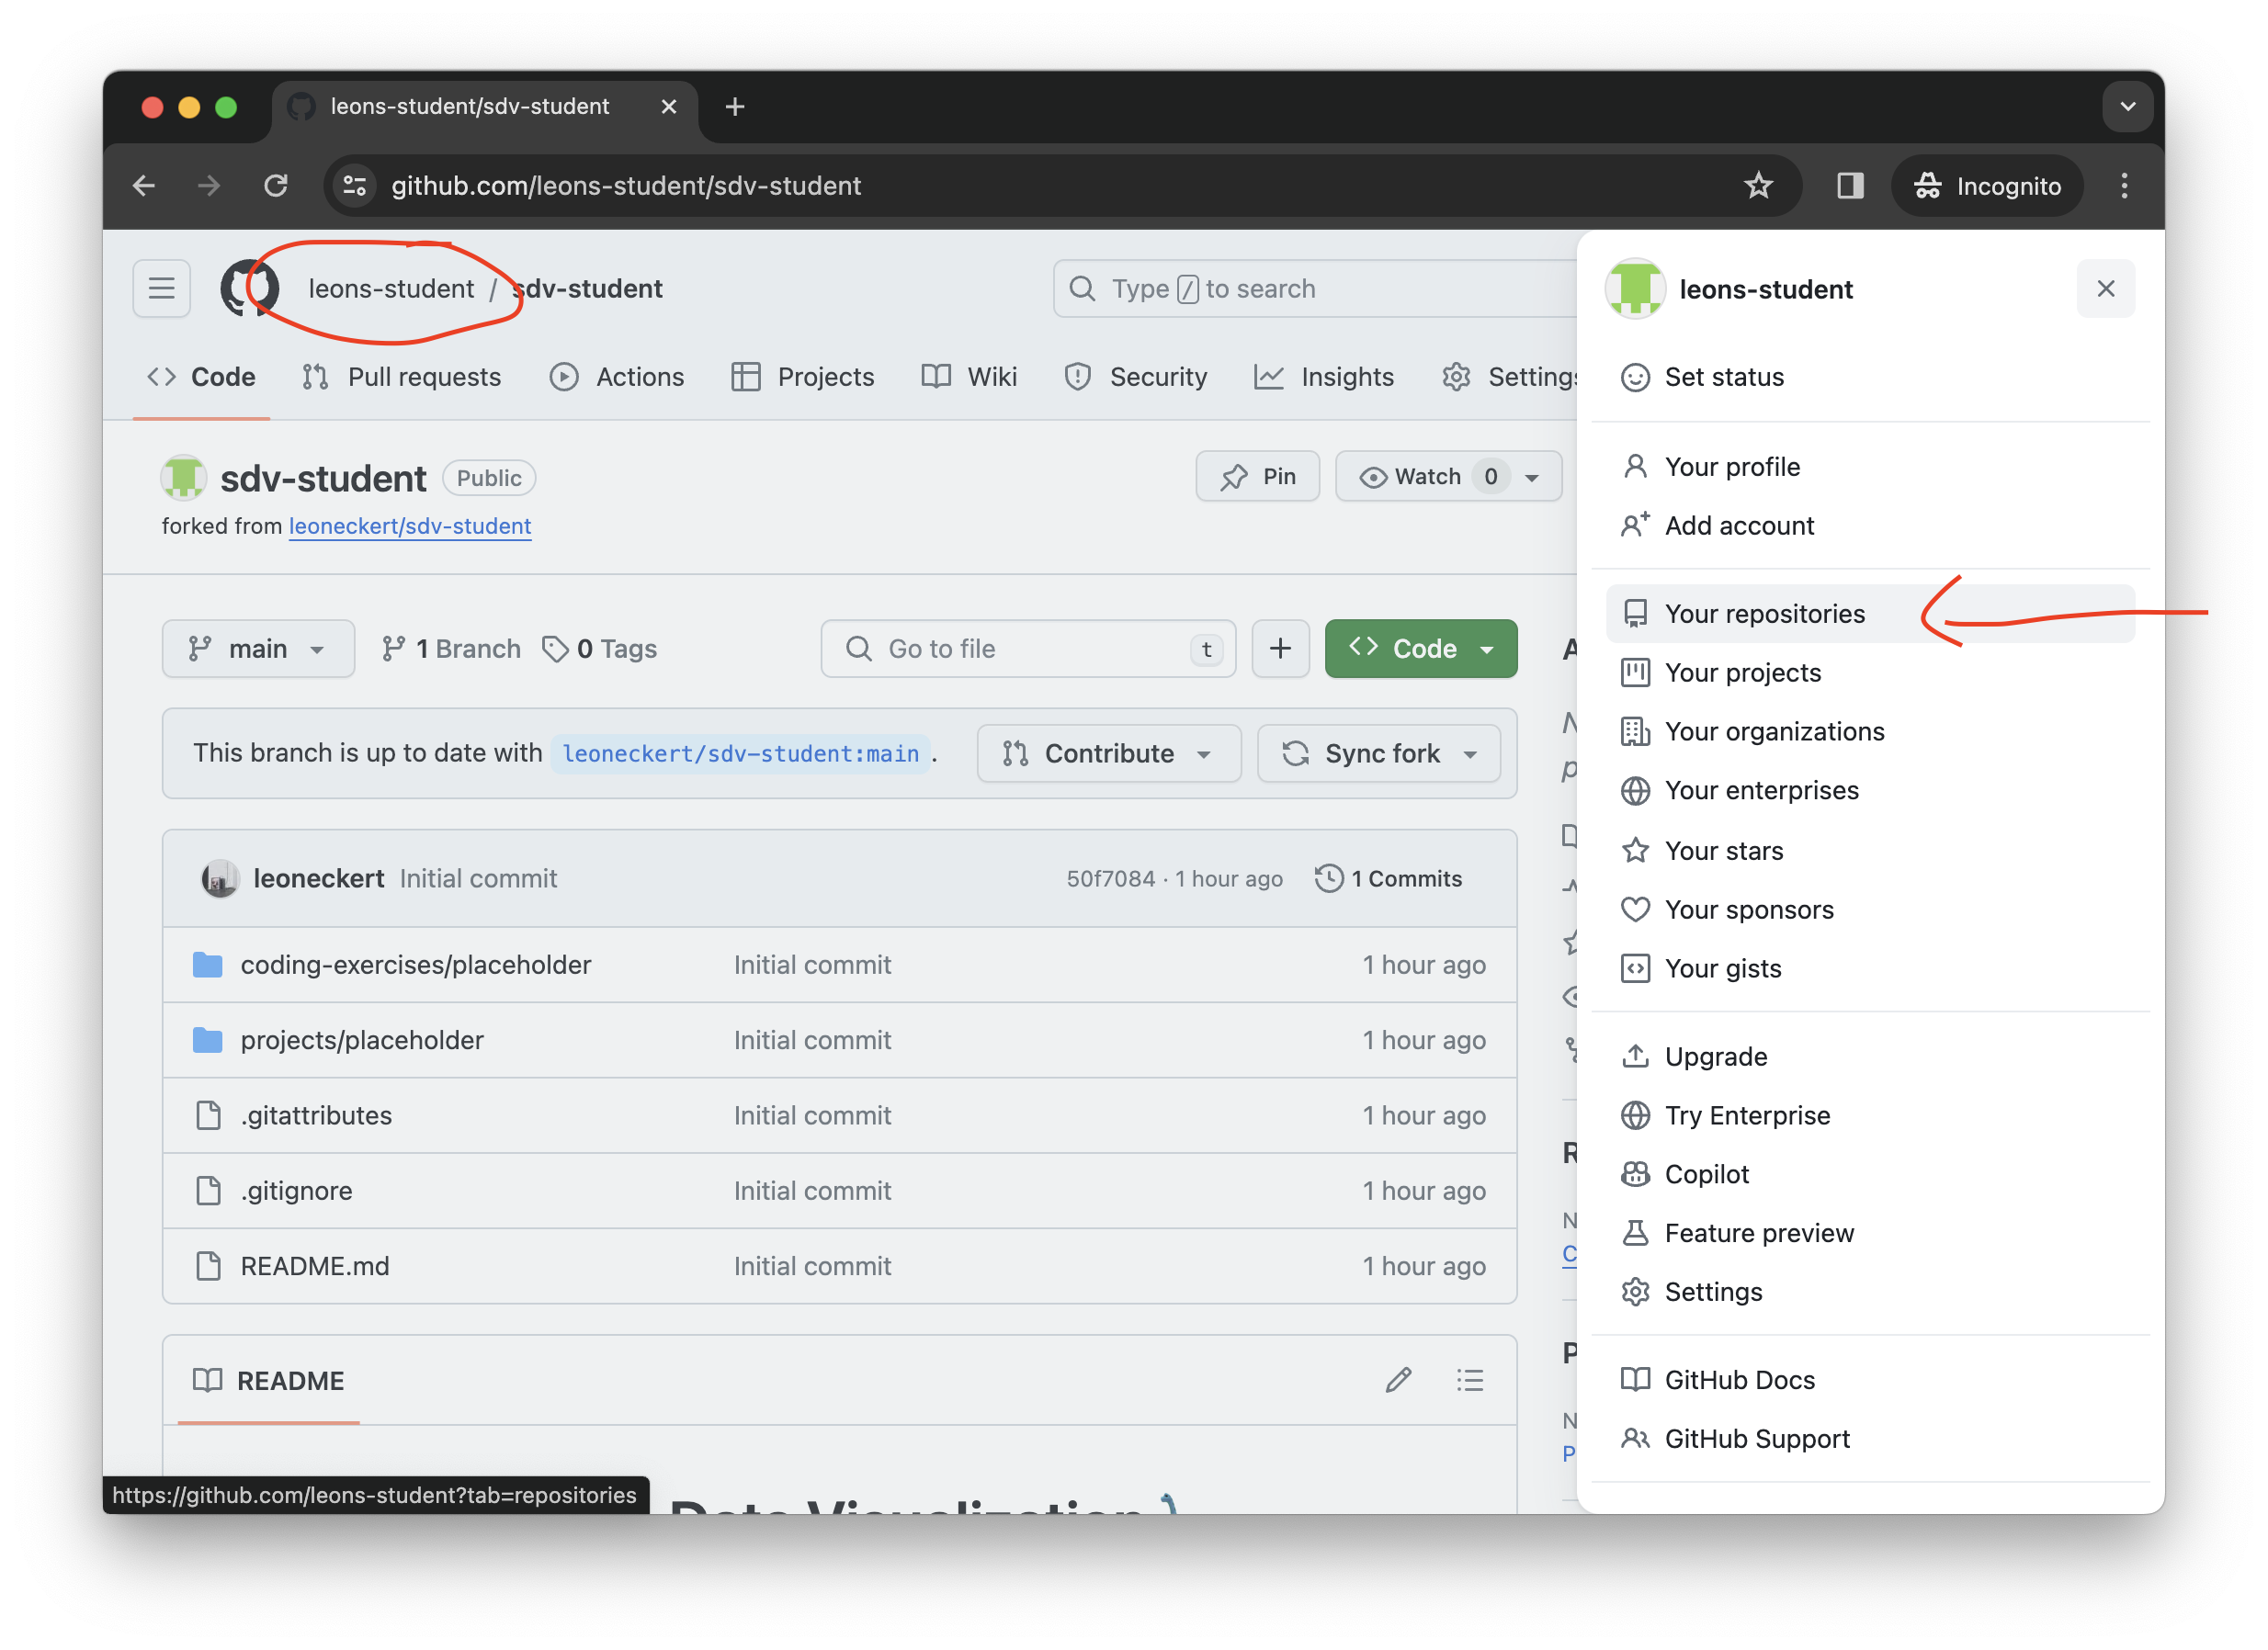 leons-student/sdv-student
github.com/leons-student/sdv-student
Incognito
leons-student / sdv-student
Type / to search
Code Pull requests Actions Projects Wiki Security Insights Settings
sdv-student Public
Pin
Watch 0
forked from leoneckert/sdv-student
main
1 Branch
0 Tags
Go to file
t
Code
This branch is up to date with leoneckert/sdv-student:main.
Contribute
Sync fork
leoneckert Initial commit
50f7084 · 1 hour ago
1 Commits
coding-exercises/placeholder Initial commit 1 hour ago
projects/placeholder Initial commit 1 hour ago
.gitattributes Initial commit 1 hour ago
.gitignore Initial commit 1 hour ago
README.md Initial commit 1 hour ago
README
Data Visualization
https://github.com/leons-student?tab=repositories
leons-student
Set status
Your profile
Add account
Your repositories
Your projects
Your organizations
Your enterprises
Your stars
Your sponsors
Your gists
Upgrade
Try Enterprise
Copilot
Feature preview
Settings
GitHub Docs
GitHub Support